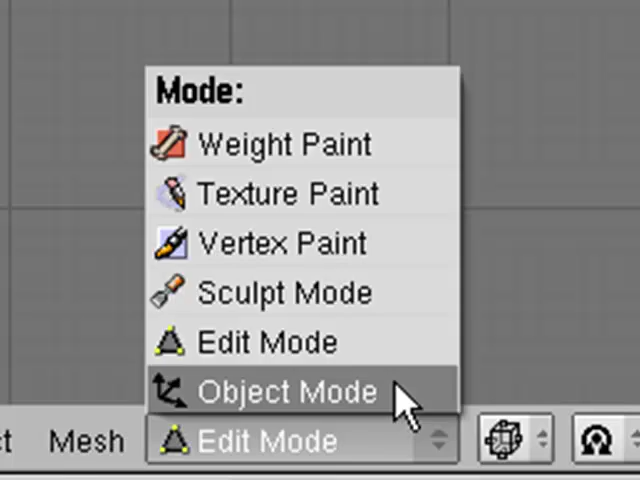 Mode:
Weight Paint
Texture Paint
Vertex Paint
Sculpt Mode
Edit Mode
Object Mode
Mesh Edit Mode